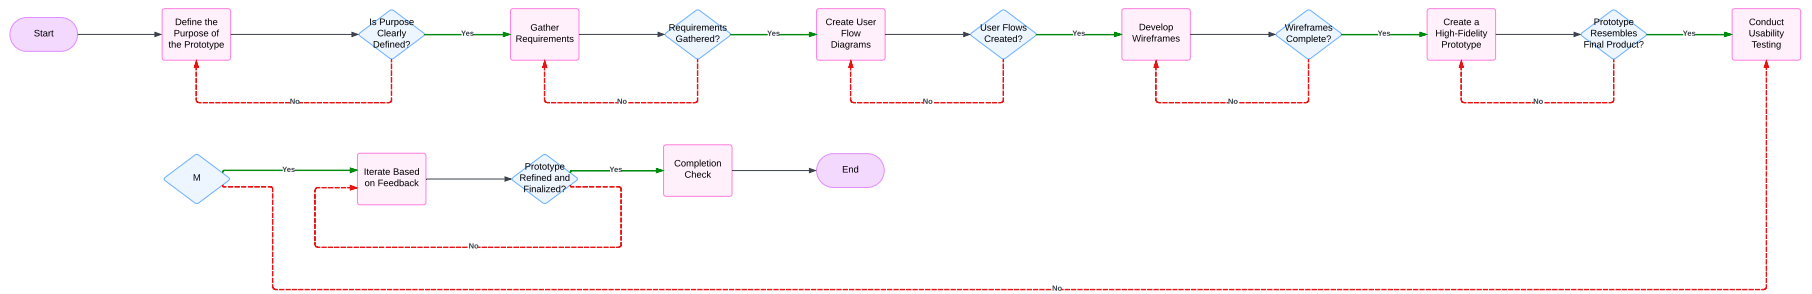 Start
Define the
Purpose of
the Prototype
Is Purpose
Clearly
Defined?
Yes
Gather
Requirements
Requirements
Gathered?
Yes
Create User
Flow
Diagrams
User Flows
Created?
Yes
Develop
Wireframes
Wireframes
Complete?
Yes
Create a
High-Fidelity
Prototype
Prototype
Resembles
Final Product?
Yes
Conduct
Usability
Testing
No
No
No
No
No
M
Yes
Iterate Based
on Feedback
Prototype
Refined and
Finalized?
Yes
Completion
Check
End
No
No